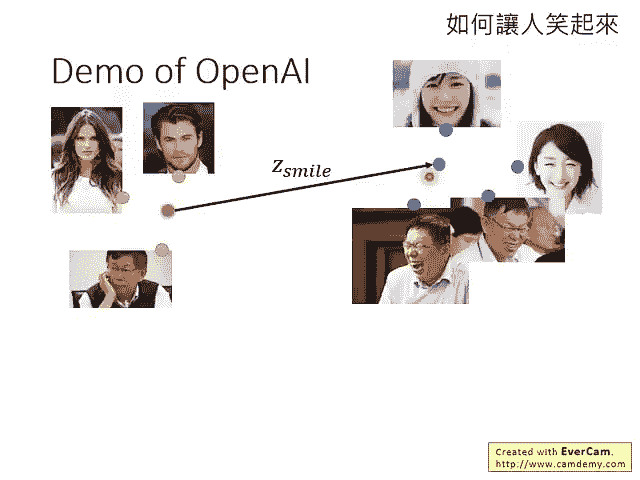 如何讓人笑起來
Demo of OpenAI
z_smile
Created with EverCam.
http://www.camdemy.com